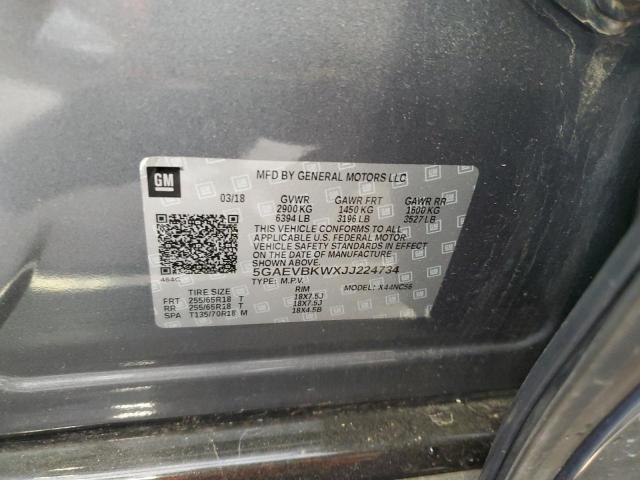 GM
MFD BY GENERAL MOTORS LLC
03/18 GVWR GAWR FRT GAWR RR
2900 KG 1450 KG 1500 KG
6394 LB 3196 LB 3527 LB
THIS VEHICLE CONFORMS TO ALL
APPLICABLE U.S. FEDERAL MOTOR
VEHICLE SAFETY STANDARDS IN EFFECT
ON THE DATE OF MANUFACTURE
SHOWN ABOVE.
5GAEVBKWXJJ224734
464C
TYPE: M.P.V. MODEL: X44NC56
TIRE SIZE RIM
FRT 255/65R18 T 18X7.5J
RR 255/65R18 T 18X7.5J
SPA T135/70R18 M 18X4.5B